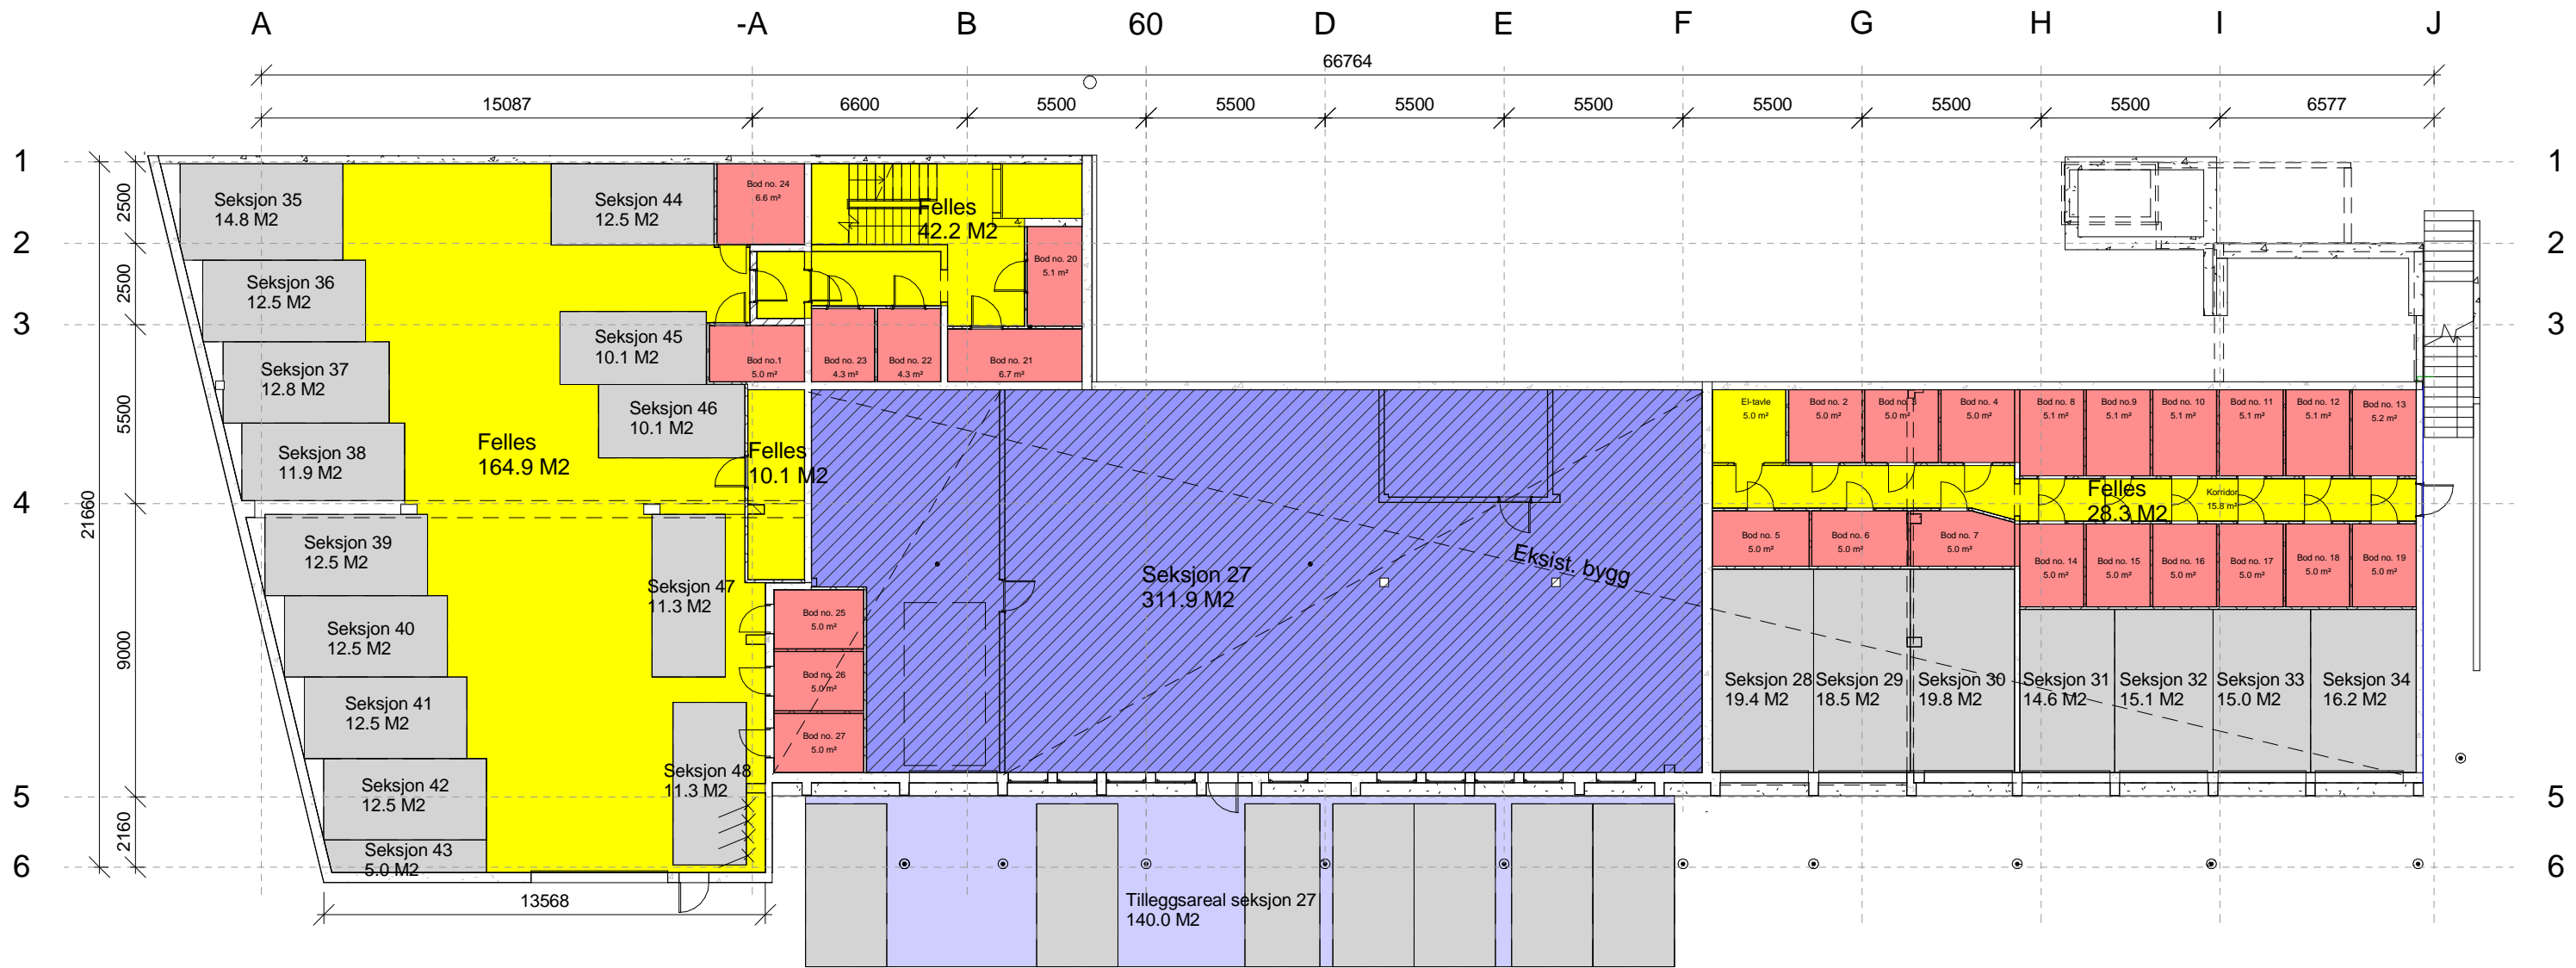 A -A B 60 D E F G H I J
66764
15087 6600 5500 5500 5500 5500 5500 5500 5500 6577
1 1
2 2
3 3
4 4
5 5
6 6
2500
2500
5500
9000
2160
21660
13568
Seksjon 35
14.8 M2
Seksjon 36
12.5 M2
Seksjon 37
12.8 M2
Seksjon 38
11.9 M2
Seksjon 39
12.5 M2
Seksjon 40
12.5 M2
Seksjon 41
12.5 M2
Seksjon 42
12.5 M2
Seksjon 43
5.0 M2
Seksjon 44
12.5 M2
Seksjon 45
10.1 M2
Seksjon 46
10.1 M2
Seksjon 47
11.3 M2
Seksjon 48
11.3 M2
Felles
164.9 M2
Felles
10.1 M2
Felles
42.2 M2
Bod no. 24
6.6 m²
Bod no. 20
5.1 m²
Bod no.1
5.0 m²
Bod no. 23
4.3 m²
Bod no. 22
4.3 m²
Bod no. 21
6.7 m²
Bod no. 25
5.0 m²
Bod no. 26
5.0 m²
Bod no. 27
5.0 m²
Seksjon 27
311.9 M2
Eksist. bygg
Tilleggsareal seksjon 27
140.0 M2
El-tavle
5.0 m²
Bod no. 2
5.0 m²
Bod no. 3
5.0 m²
Bod no. 4
5.0 m²
Bod no. 8
5.1 m²
Bod no.9
5.1 m²
Bod no. 10
5.1 m²
Bod no. 11
5.1 m²
Bod no. 12
5.1 m²
Bod no. 13
5.2 m²
Felles
28.3 M2
Korridor
15.8 m²
Bod no. 5
5.0 m²
Bod no. 6
5.0 m²
Bod no. 7
5.0 m²
Bod no. 14
5.0 m²
Bod no. 15
5.0 m²
Bod no. 16
5.0 m²
Bod no. 17
5.0 m²
Bod no. 18
5.0 m²
Bod no. 19
5.0 m²
Seksjon 28
19.4 M2
Seksjon 29
18.5 M2
Seksjon 30
19.8 M2
Seksjon 31
14.6 M2
Seksjon 32
15.1 M2
Seksjon 33
15.0 M2
Seksjon 34
16.2 M2